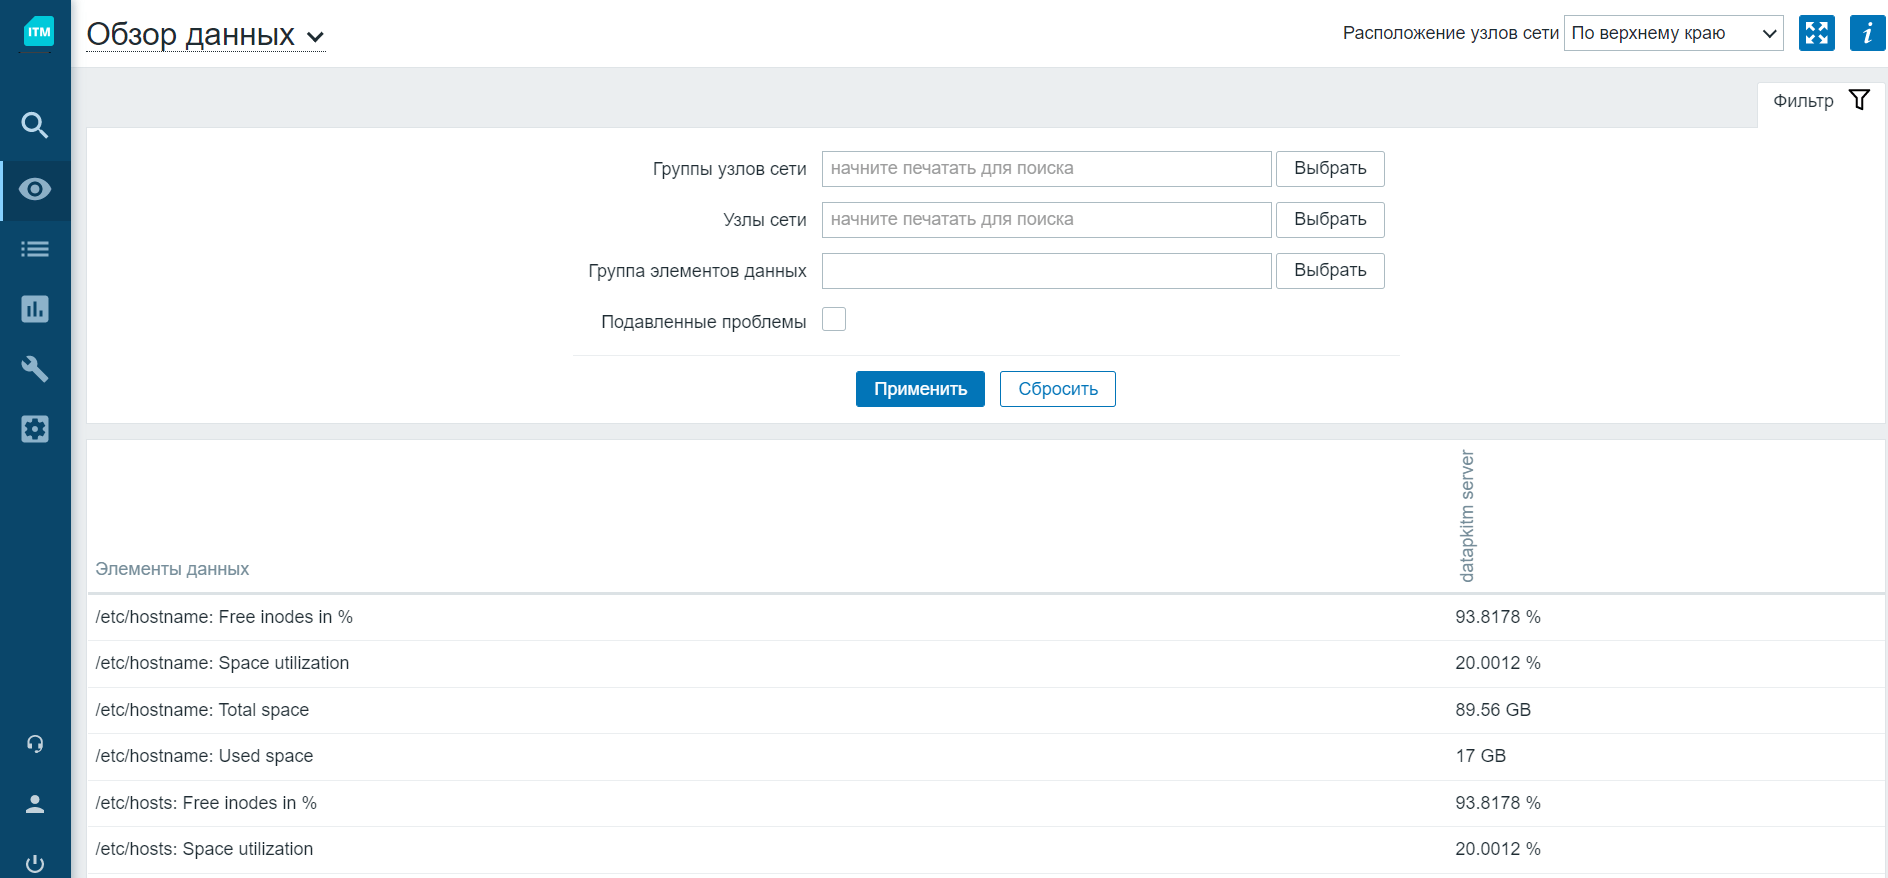 ITM
Обзор данных
Расположение узлов сети По верхнему краю i
Фильтр
Группы узлов сети начните печатать для поиска Выбрать
Узлы сети начните печатать для поиска Выбрать
Группа элементов данных Выбрать
Подавленные проблемы
Применить Сбросить
Элементы данных datapkitm server
/etc/hostname: Free inodes in % 93.8178 %
/etc/hostname: Space utilization 20.0012 %
/etc/hostname: Total space 89.56 GB
/etc/hostname: Used space 17 GB
/etc/hosts: Free inodes in % 93.8178 %
/etc/hosts: Space utilization 20.0012 %